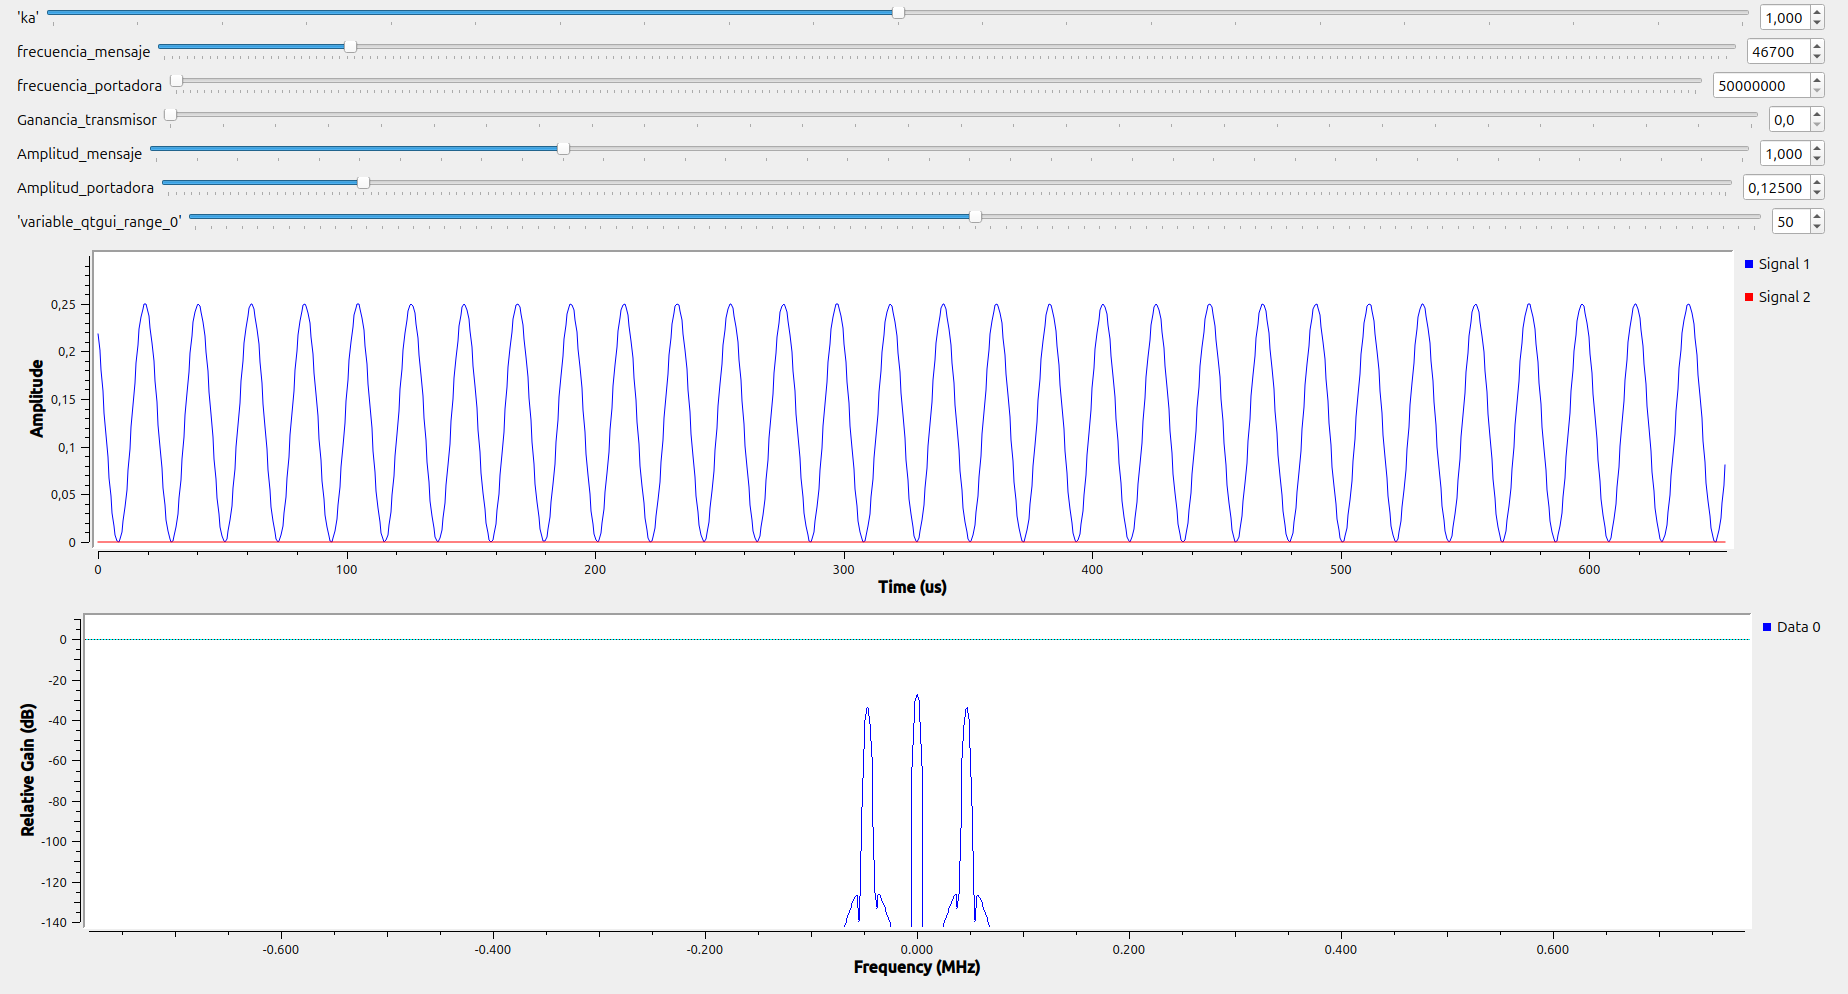 'ka' 1,000
frecuencia_mensaje 46700
frecuencia_portadora 50000000
Ganancia_transmisor 0,0
Amplitud_mensaje 1,000
Amplitud_portadora 0,12500
'variable_qtgui_range_0' 50
Signal 1
Signal 2
Amplitude
0,25
0,2
0,15
0,1
0,05
0
0 100 200 300 400 500 600
Time (us)
Data 0
Relative Gain (dB)
0
-20
-40
-60
-80
-100
-120
-140
-0.600 -0.400 -0.200 0.000 0.200 0.400 0.600
Frequency (MHz)